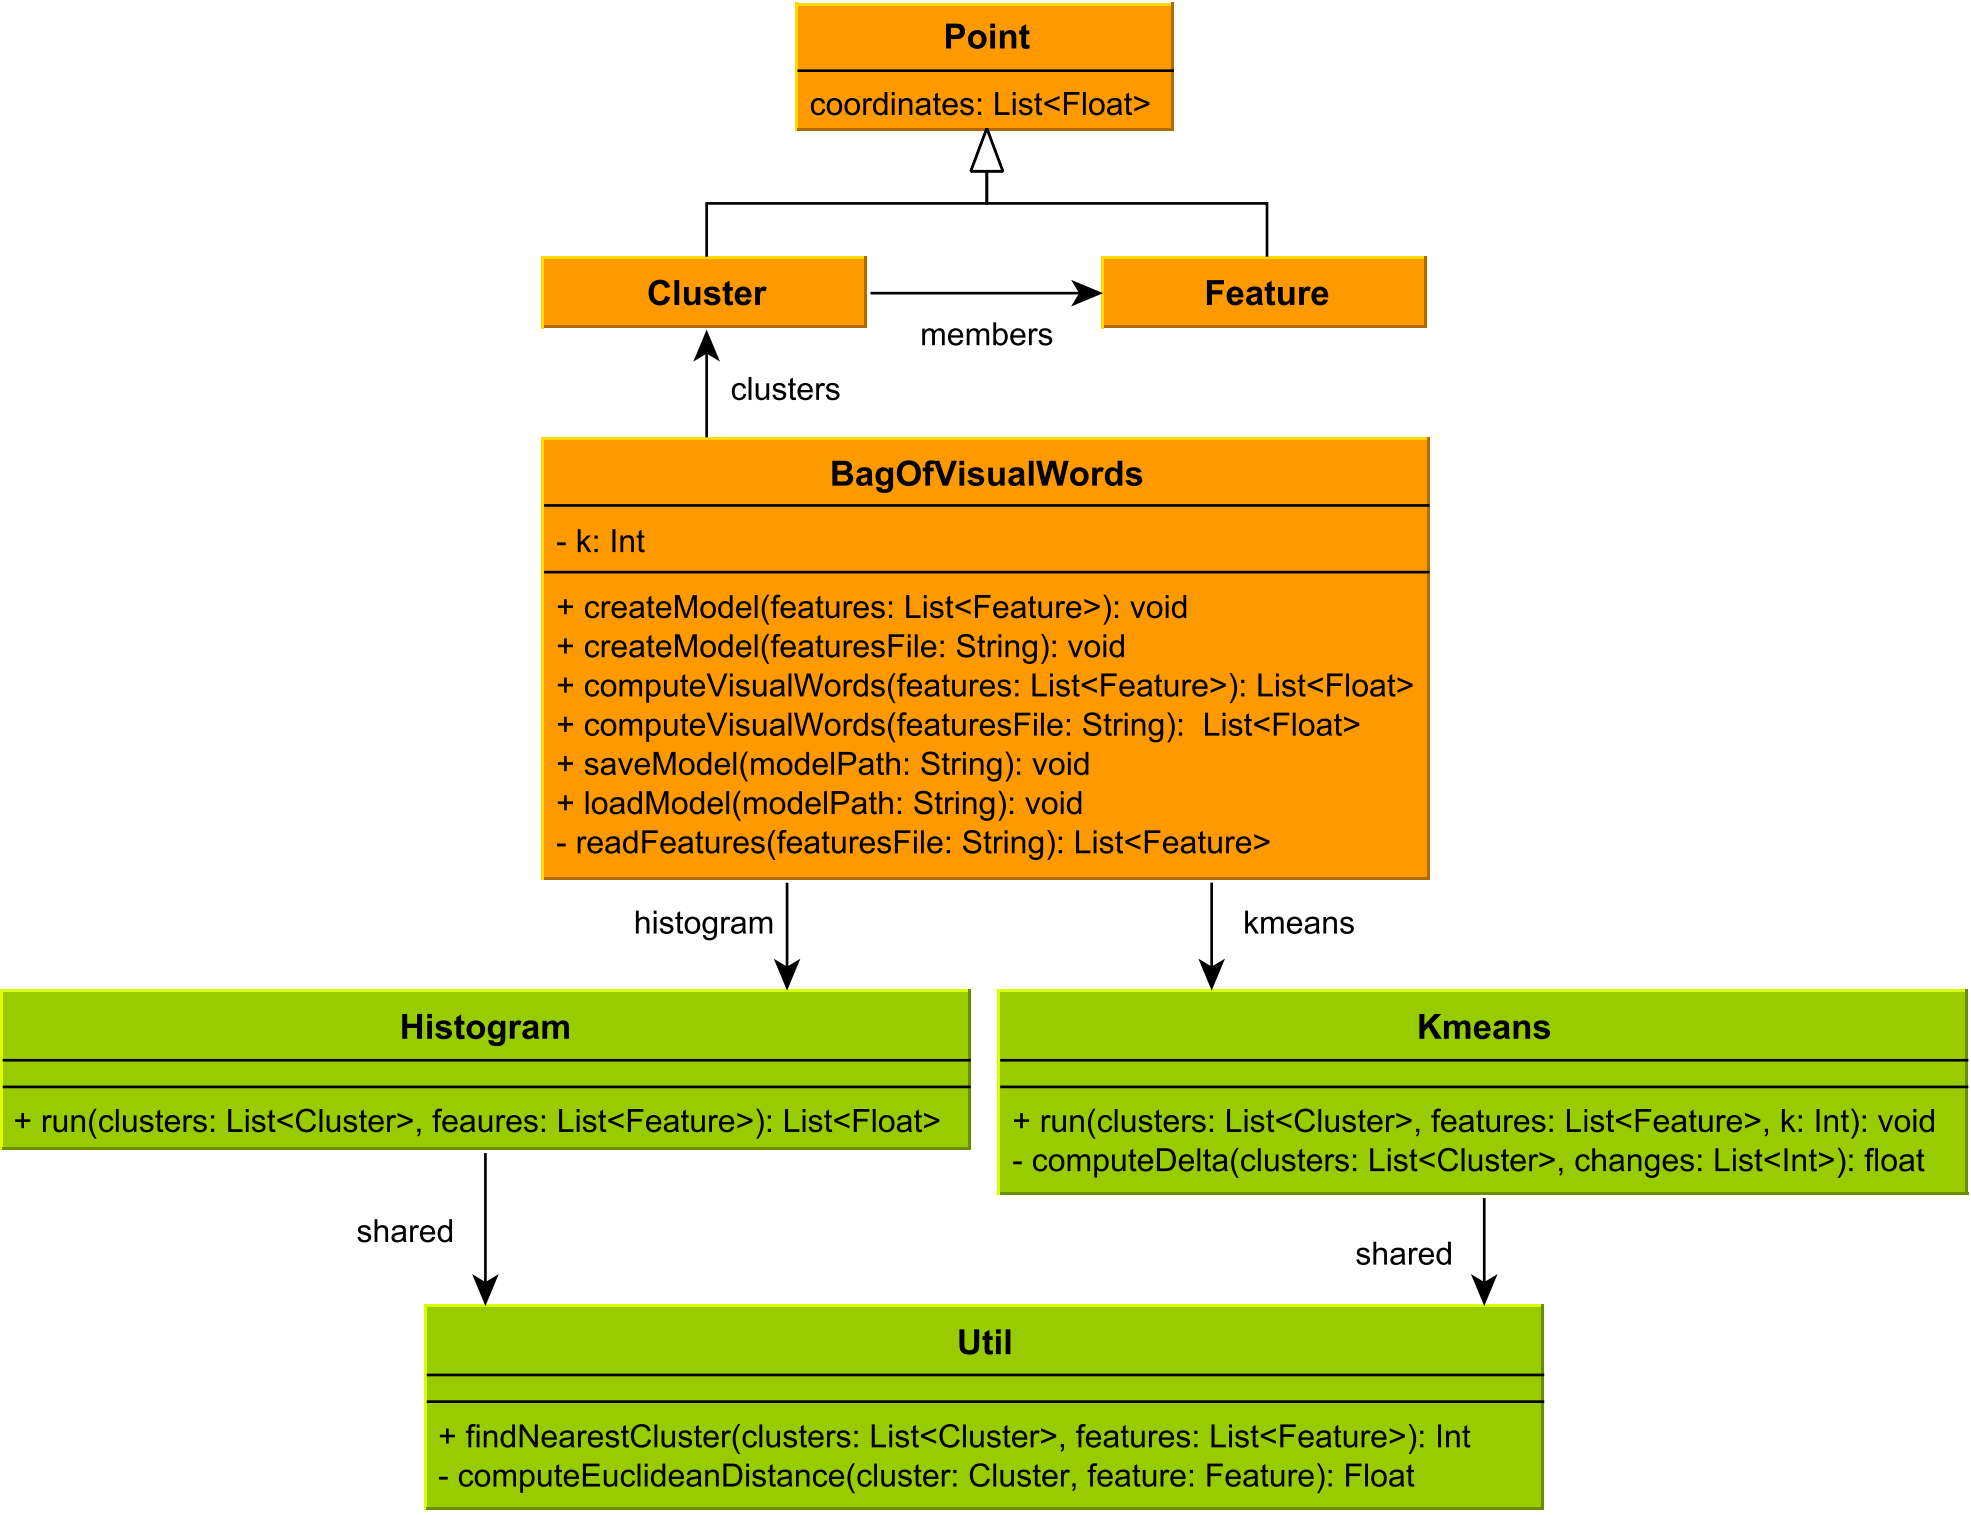 Point
coordinates: List<Float>
Cluster
Feature
members
clusters
BagOfVisualWords
- k: Int
+ createModel(features: List<Feature>): void
+ createModel(featuresFile: String): void
+ computeVisualWords(features: List<Feature>): List<Float>
+ computeVisualWords(featuresFile: String):  List<Float>
+ saveModel(modelPath: String): void
+ loadModel(modelPath: String): void
- readFeatures(featuresFile: String): List<Feature>
histogram
kmeans
Histogram
+ run(clusters: List<Cluster>, feaures: List<Feature>): List<Float>
Kmeans
+ run(clusters: List<Cluster>, features: List<Feature>, k: Int): void
- computeDelta(clusters: List<Cluster>, changes: List<Int>): float
shared
shared
Util
+ findNearestCluster(clusters: List<Cluster>, features: List<Feature>): Int
- computeEuclideanDistance(cluster: Cluster, feature: Feature): Float